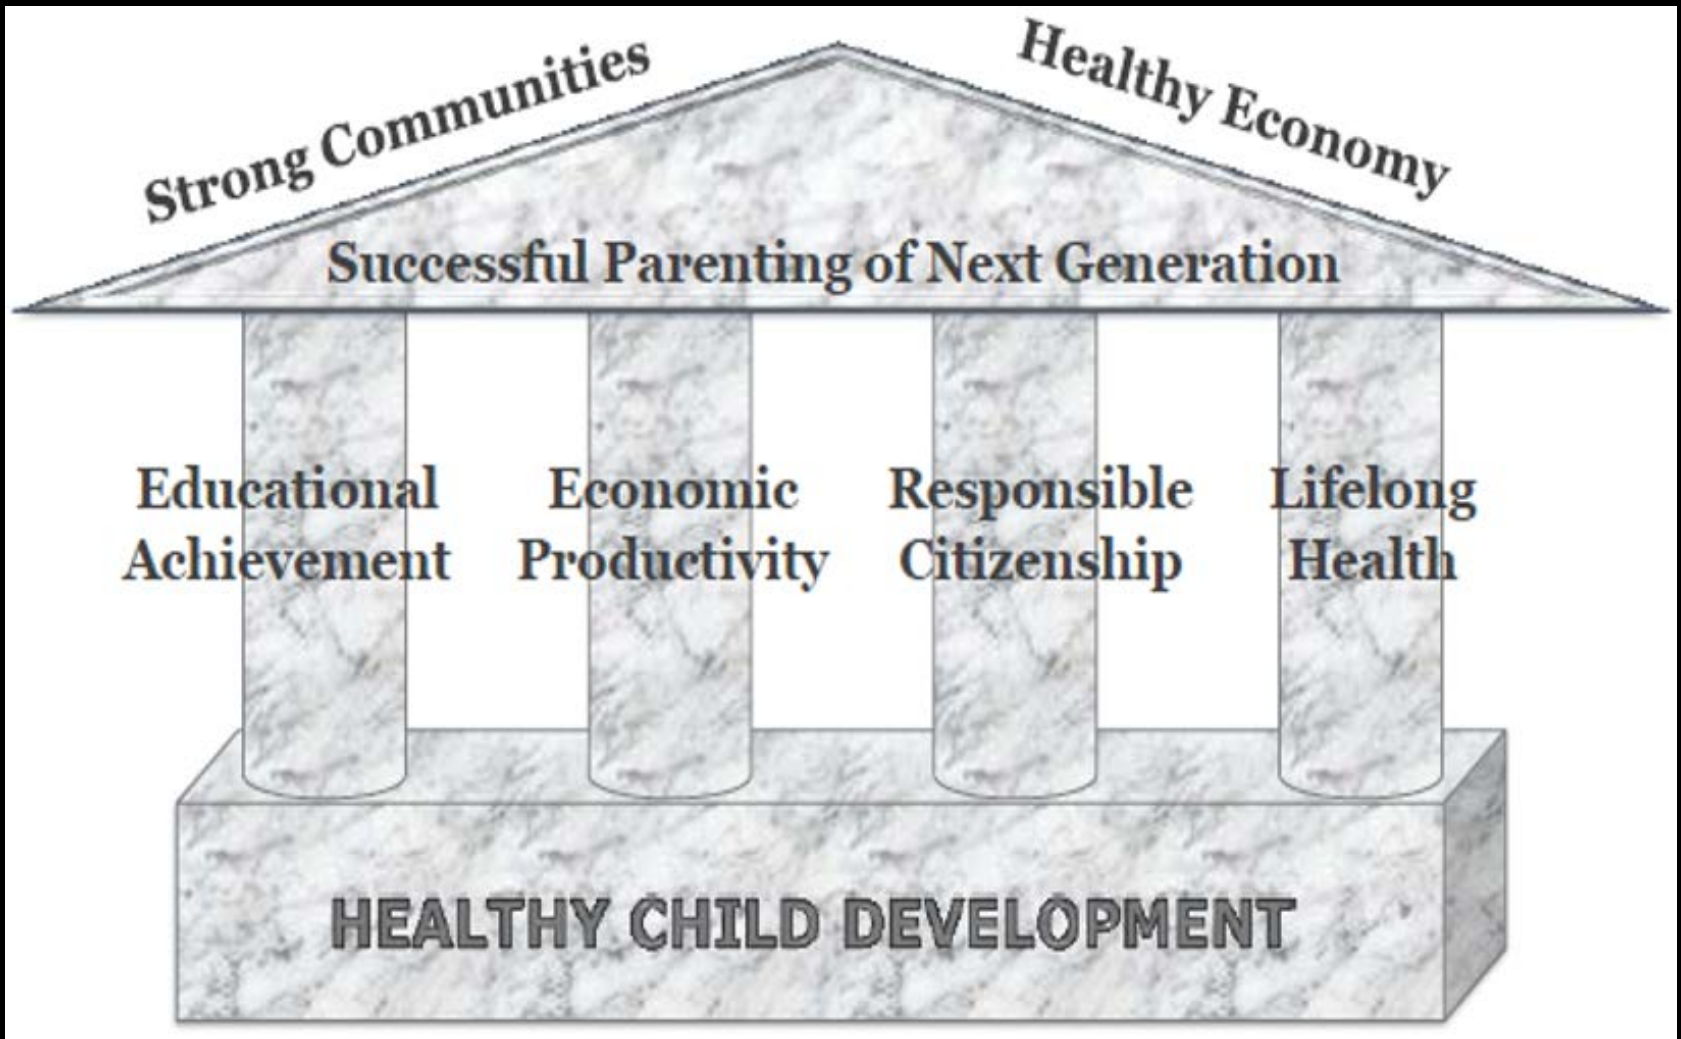 Strong Communities
Healthy Economy
Successful Parenting of Next Generation
Educational
Achievement
Economic
Productivity
Responsible
Citizenship
Lifelong
Health
HEALTHY CHILD DEVELOPMENT